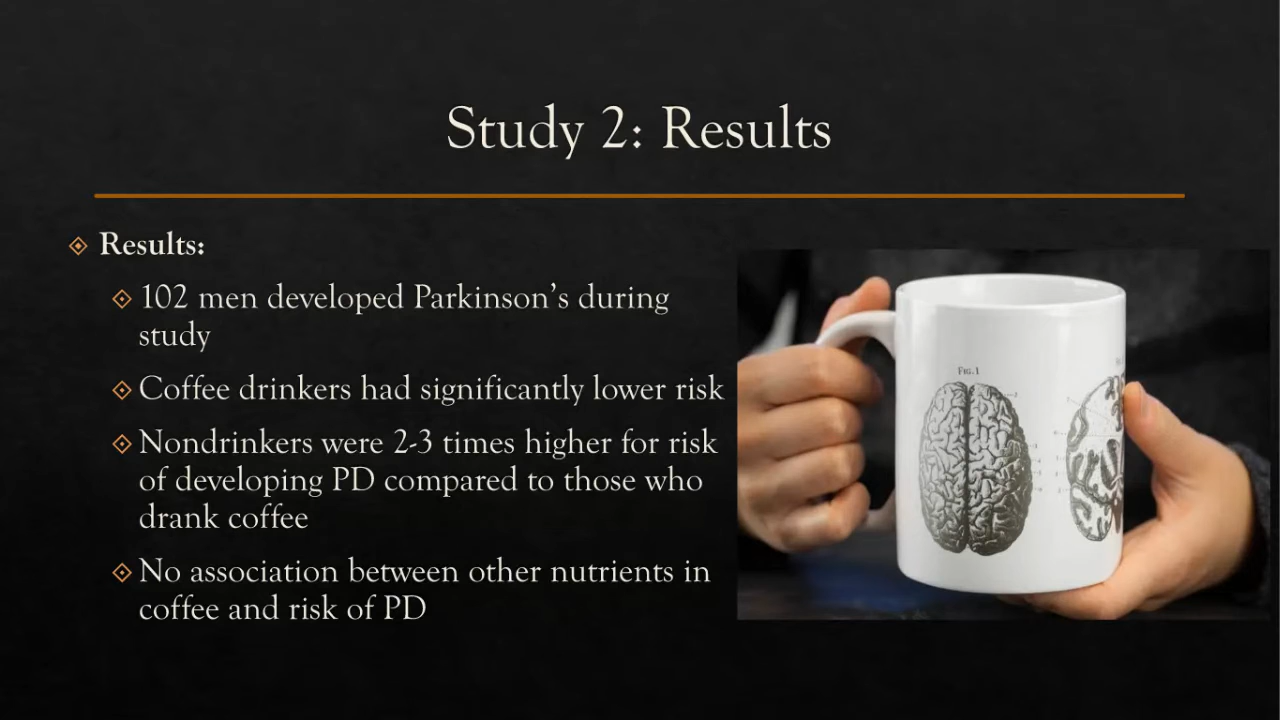 Study 2: Results
Results:
102 men developed Parkinson's during
study
Coffee drinkers had significantly lower risk
Nondrinkers were 2-3 times higher for risk
of developing PD compared to those who
drank coffee
No association between other nutrients in
coffee and risk of PD
Fig.1